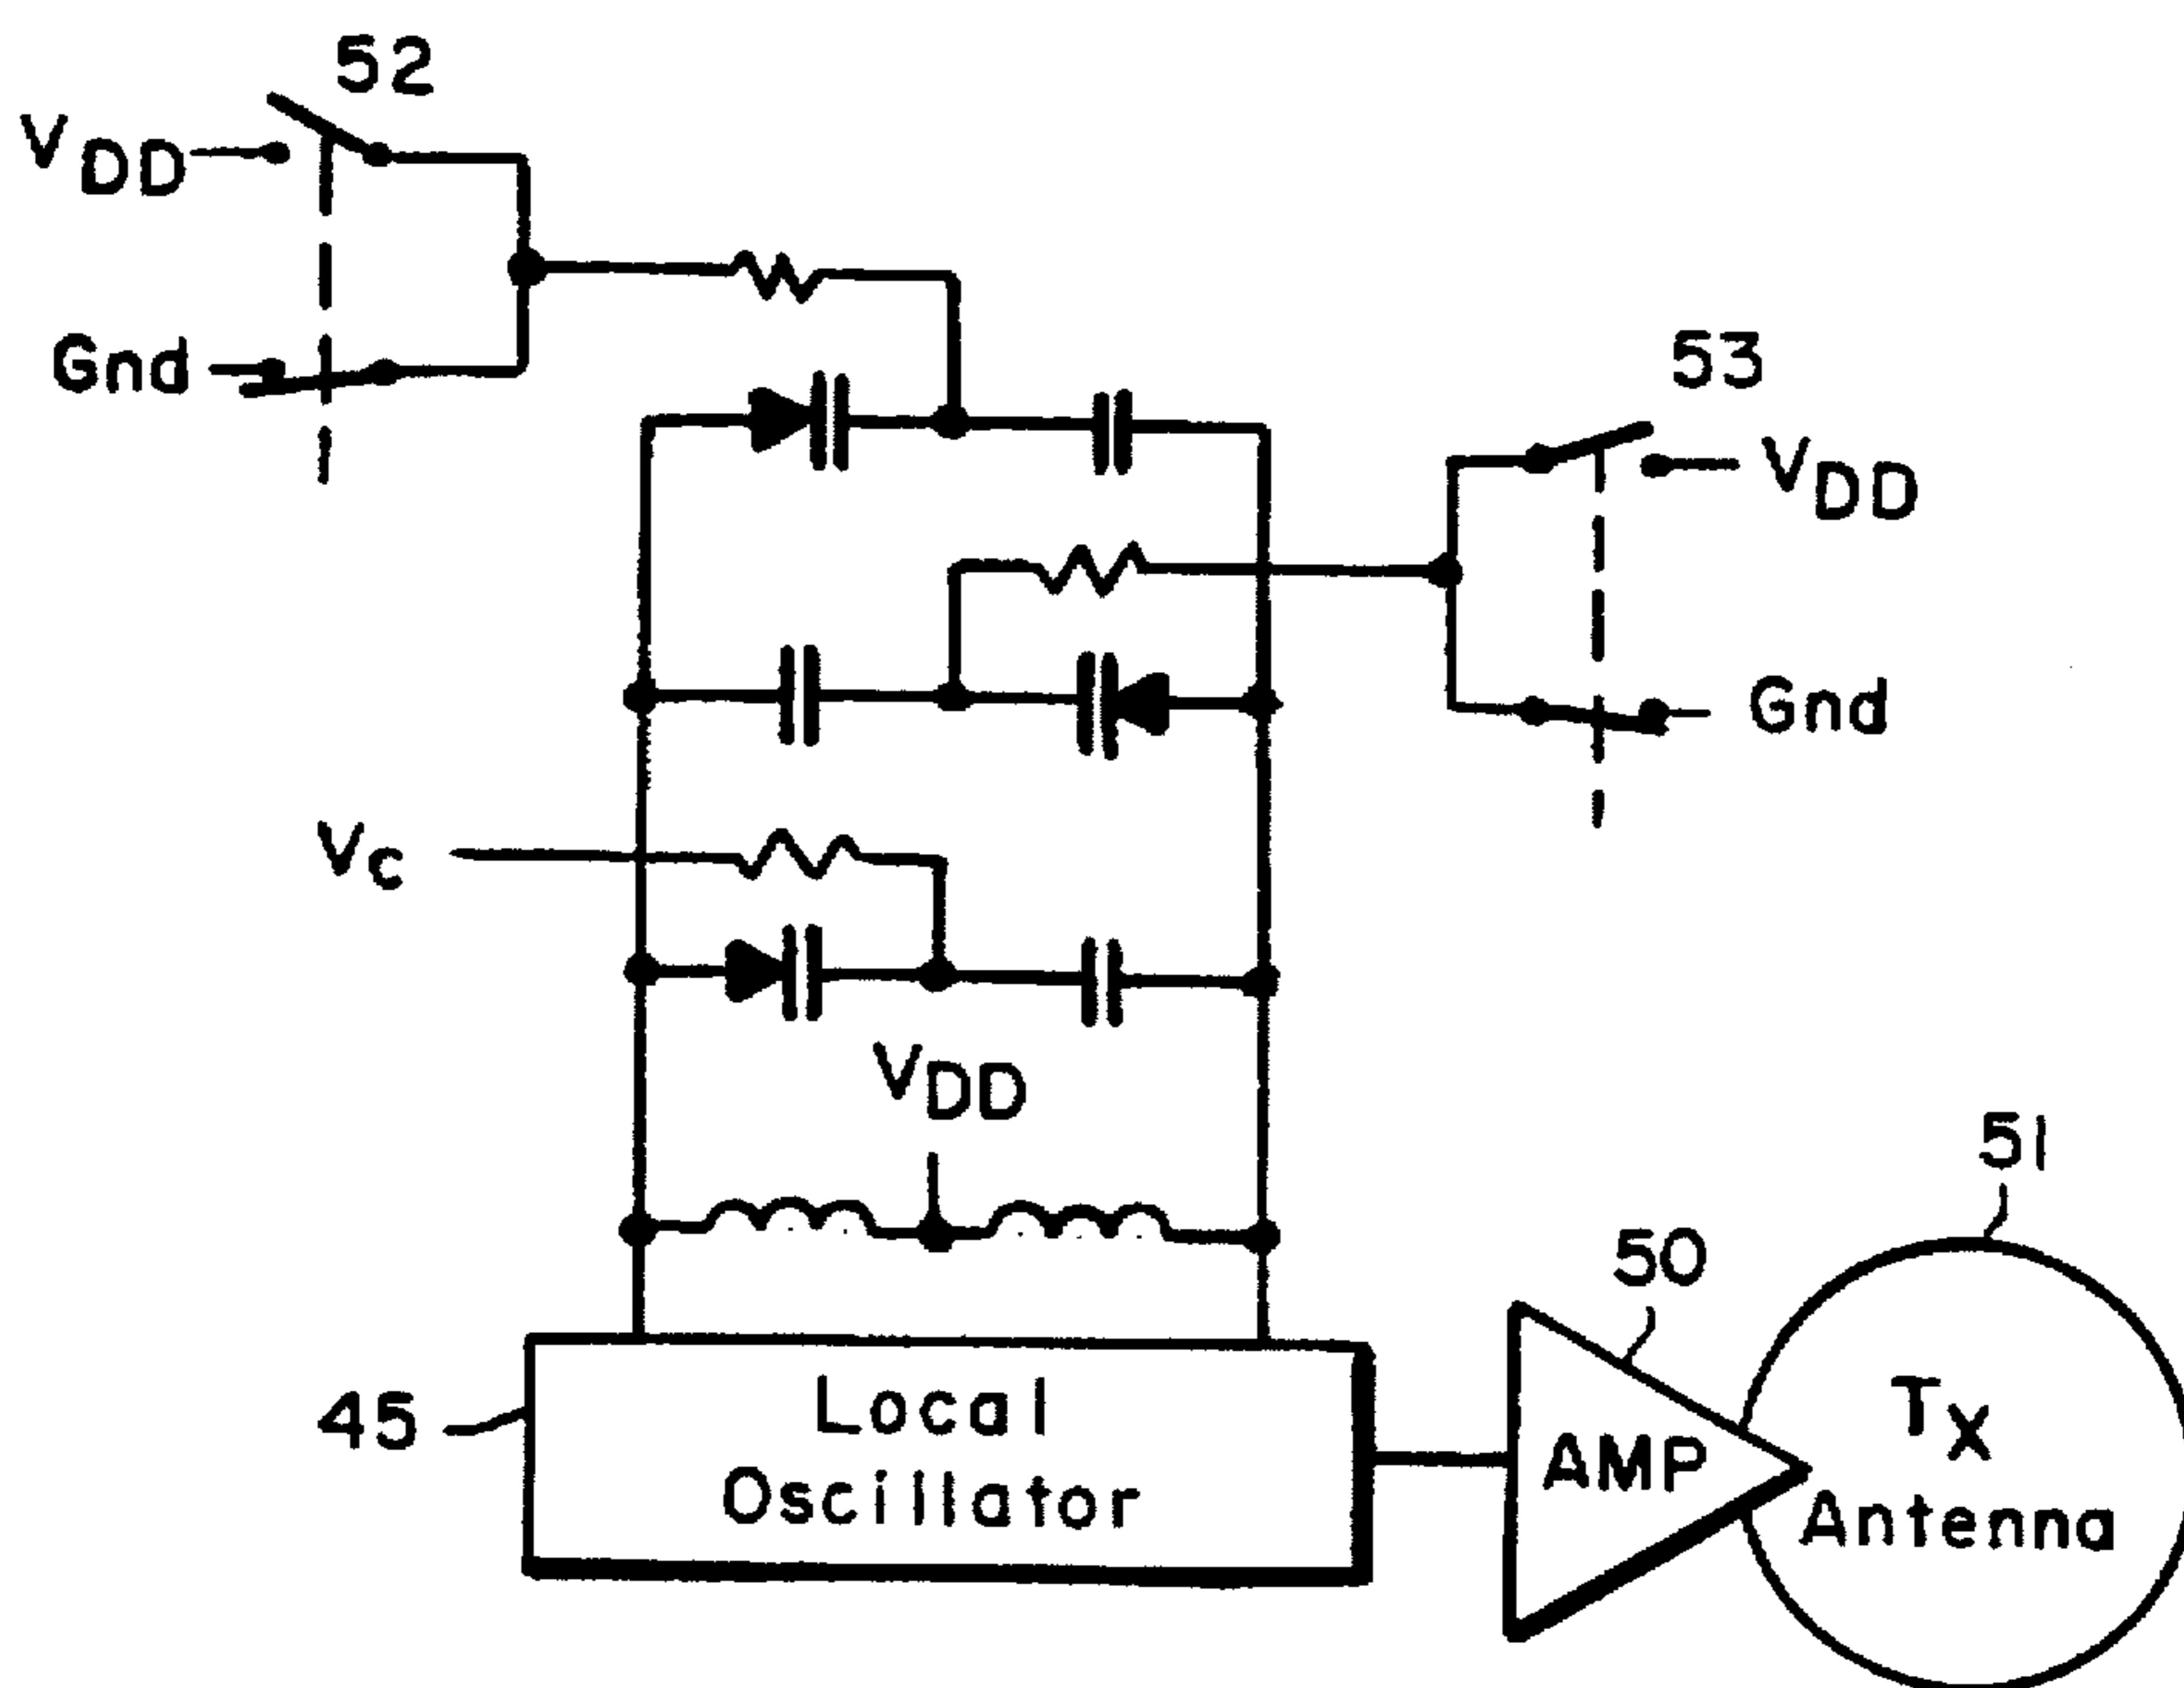 52
VDD
Gnd
53
VDD
Gnd
VC
VDD
51
50
45
Local
Oscillator
AMP
TX
Antenna